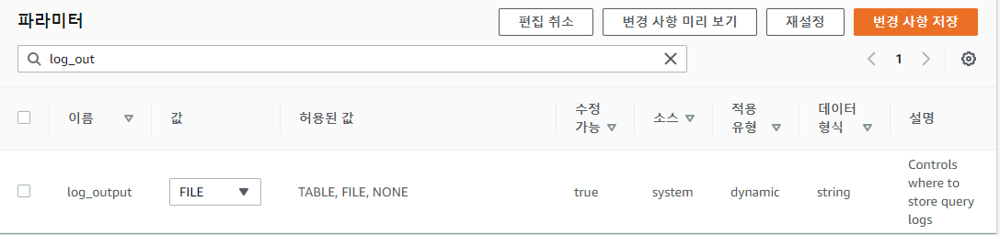 파라미터
편집 취소
변경 사항 미리 보기
재설정
변경 사항 저장
log_out
1
이름
값
허용된 값
수정
가능
소스
적용
유형
데이터
형식
설명
log_output
FILE
TABLE, FILE, NONE
true
system
dynamic
string
Controls
where to
store query
logs